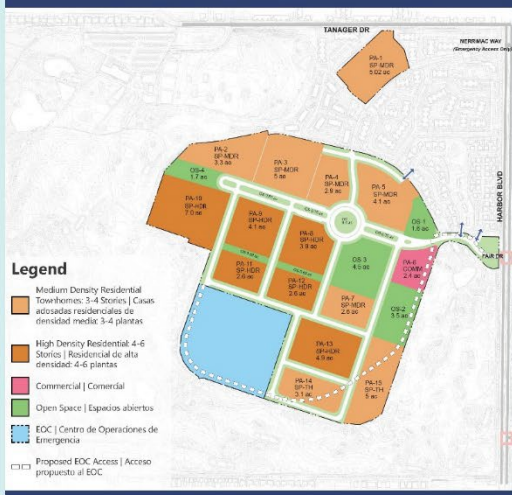 TANAGER DR
MERRIMAC WAY
(Emergency Access Only)
PA-1
SP-MDR
5.02 ac
HARBOR BLVD
PA-2
SP-MDR
3.3 ac
PA-3
SP-MDR
5 ac
PA-4
SP-MDR
2.9 ac
PA-5
SP-MDR
4.1 ac
OS-4
1.7 ac
OS-1
1.6 ac
PA-10
SP-HDR
7.0 ac
PA-9
SP-HDR
4.1 ac
PA-8
SP-HDR
3.9 ac
OS-3
4.5 ac
PA-6
COMM
2.4 ac
FAIR DR
PA-11
SP-HDR
2.6 ac
PA-12
SP-HDR
2.6 ac
PA-7
SP-MDR
2.6 ac
OS-2
3.5 ac
PA-13
SP-HDR
4.9 ac
PA-14
SP-TH
3.1 ac
PA-15
SP-TH
5 ac
Legend
Medium Density Residential
Townhomes: 3-4 Stories | Casas
adosadas residenciales de
densidad media: 3-4 plantas
High Density Residential: 4-6
Stories | Residencial de alta
densidad: 4-6 plantas
Commercial | Comercial
Open Space | Espacios abiertos
EOC | Centro de Operaciones de
Emergencia
Proposed EOC Access | Acceso
propuesto al EOC